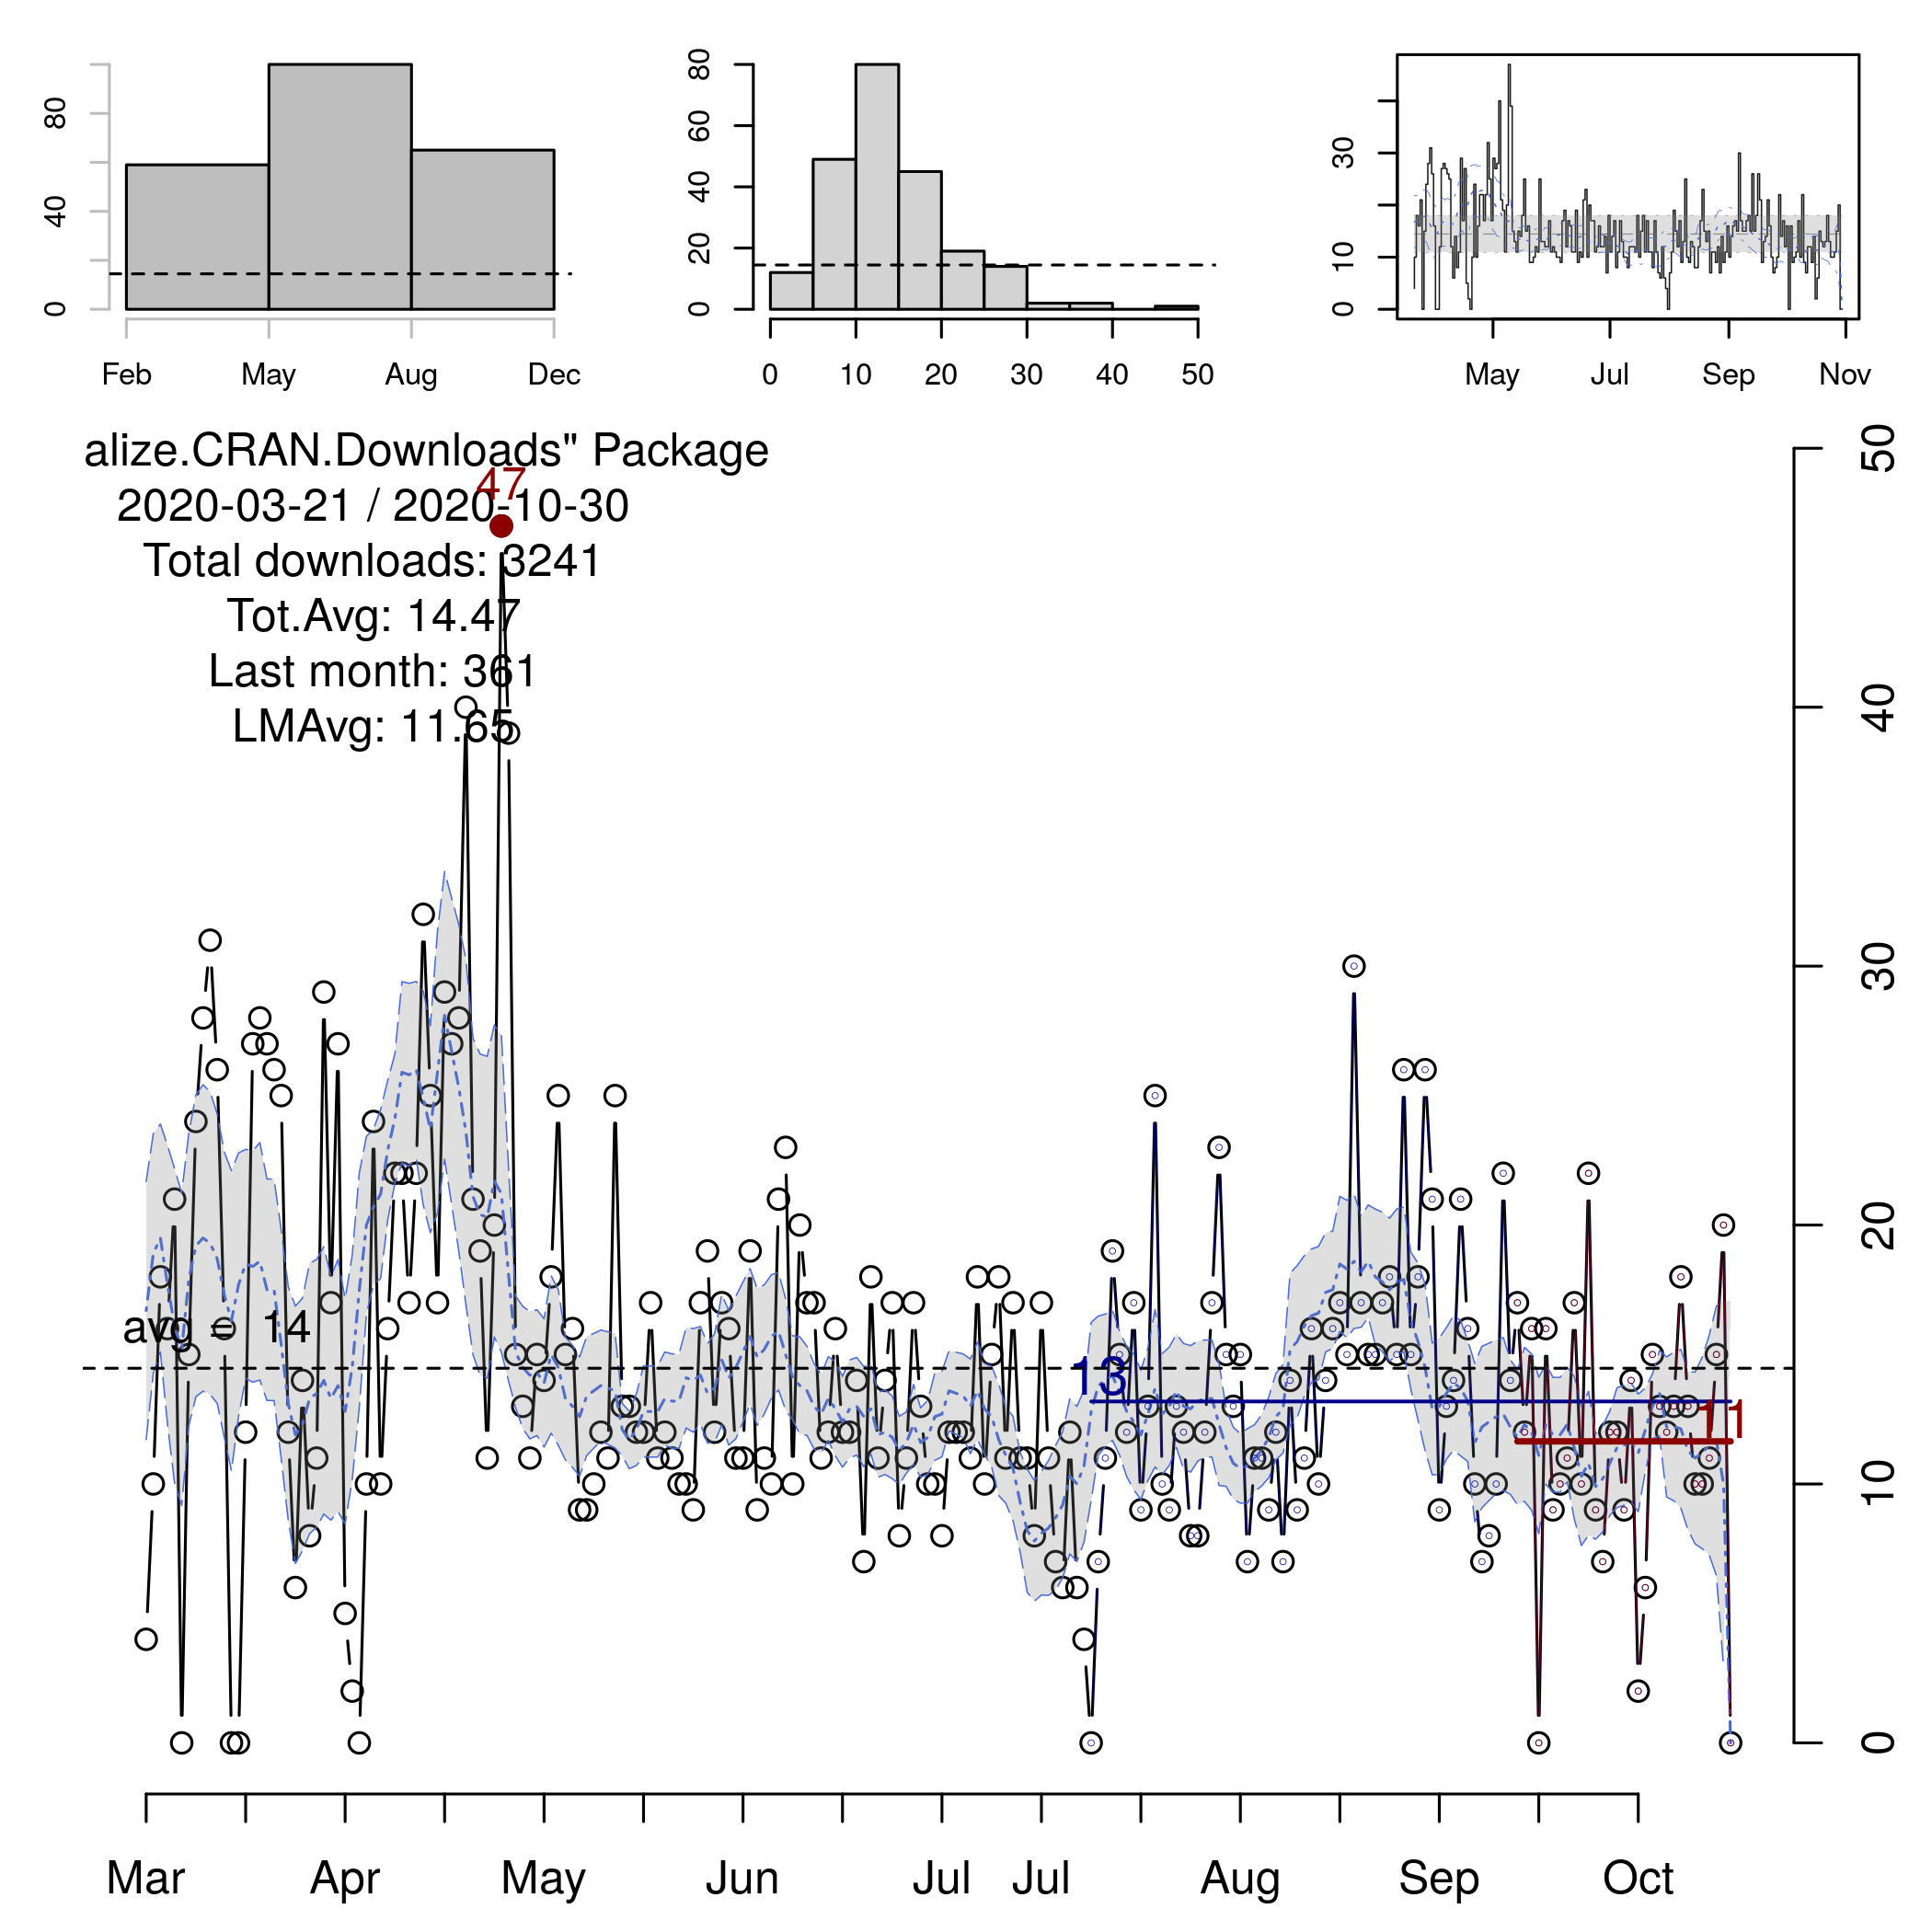 80
40
0
Feb May Aug Dec
80
60
40
20
0
0 10 20 30 40 50
30
10
0
May Jul Sep Nov
alize.CRAN.Downloads" Package
2020-03-21 / 2020-10-30
Total downloads: 3241
Tot.Avg: 14.47
Last month: 361
LMAvg: 11.65
47
avg = 14
13
11
50
40
30
20
10
0
Mar Apr May Jun Jul Jul Aug Sep Oct